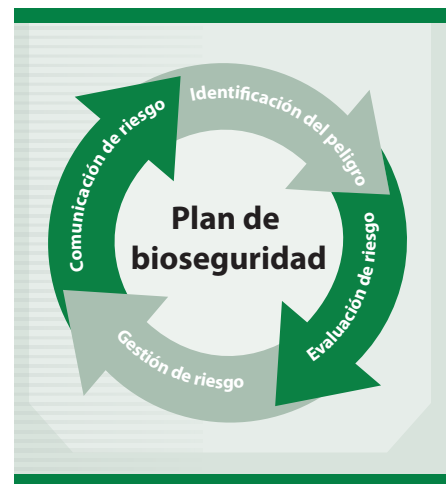 Identificación del peligro
Evaluación de riesgo
Gestión de riesgo
Comunicación de riesgo
Plan de
bioseguridad